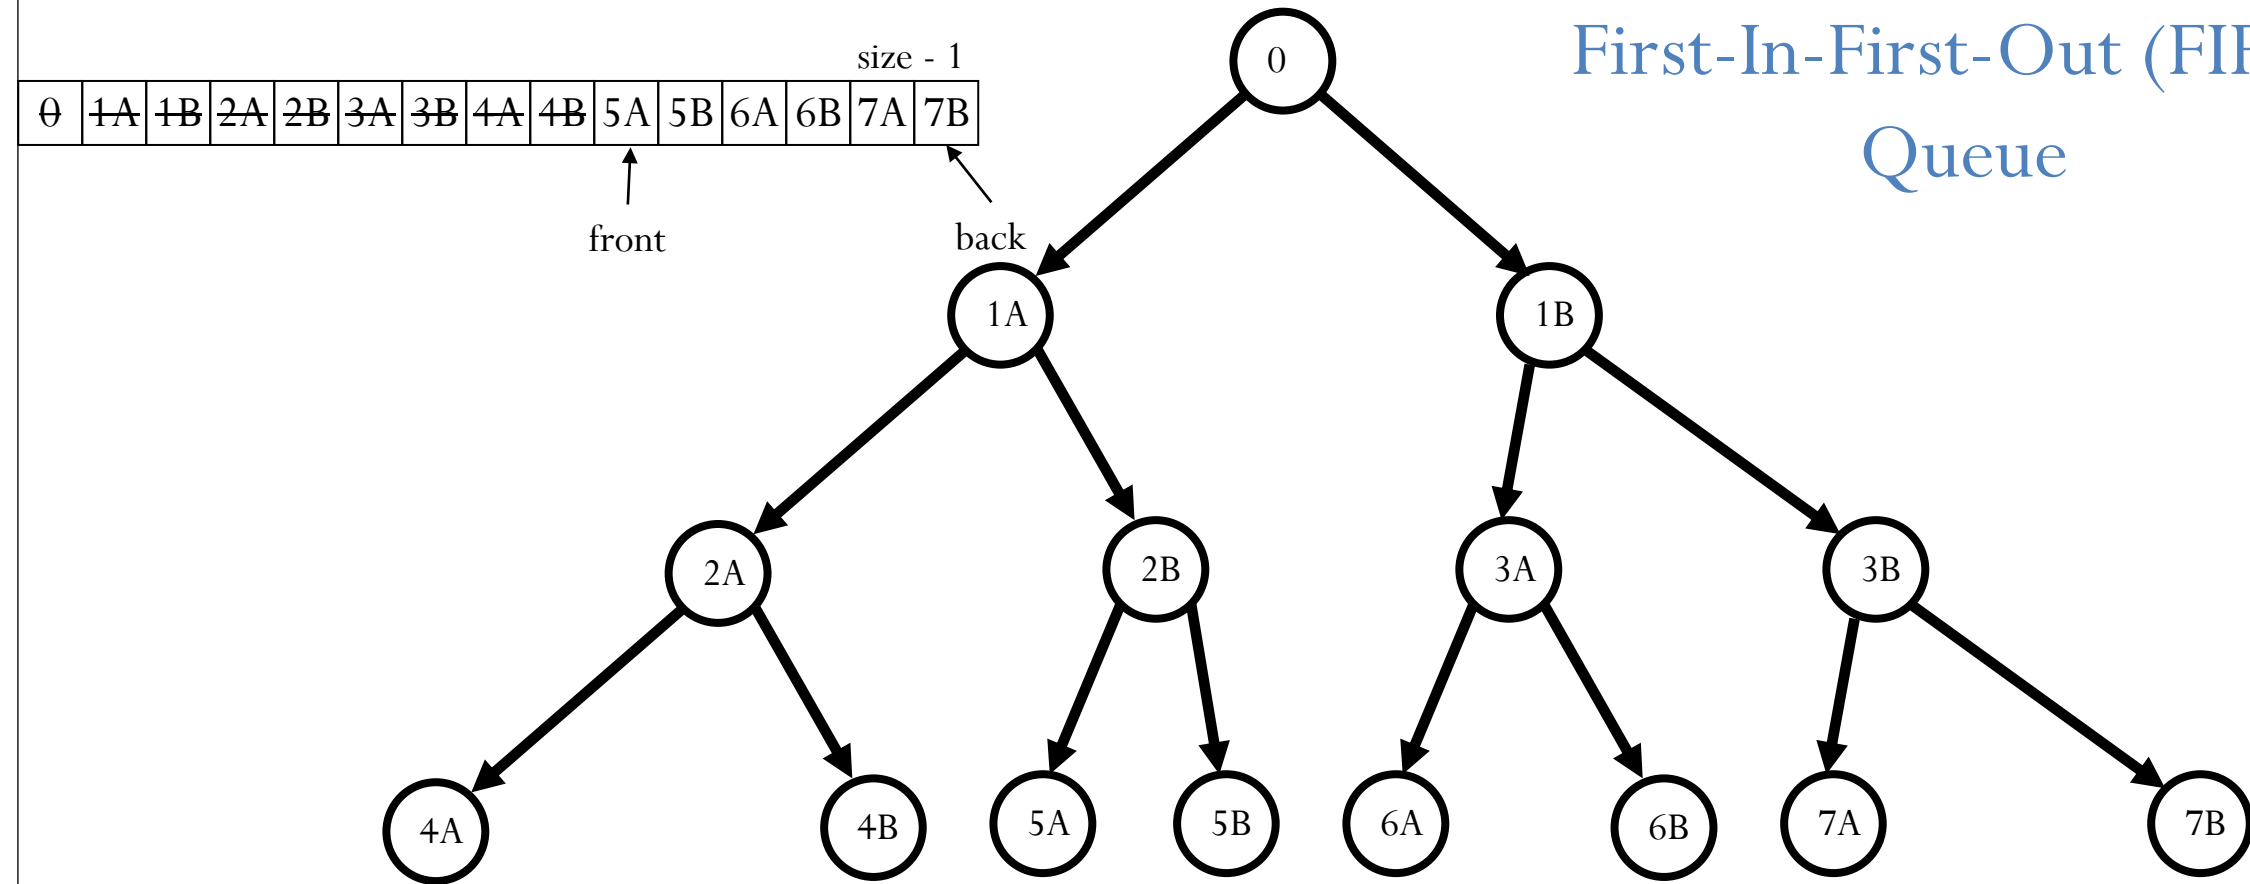 First-In-First-Out (FI
Queue
size - 1
0 1A 1B 2A 2B 3A 3B 4A 4B 5A 5B 6A 6B 7A 7B
front
back
0
1A 1B
2A 2B 3A 3B
4A 4B 5A 5B 6A 6B 7A 7B